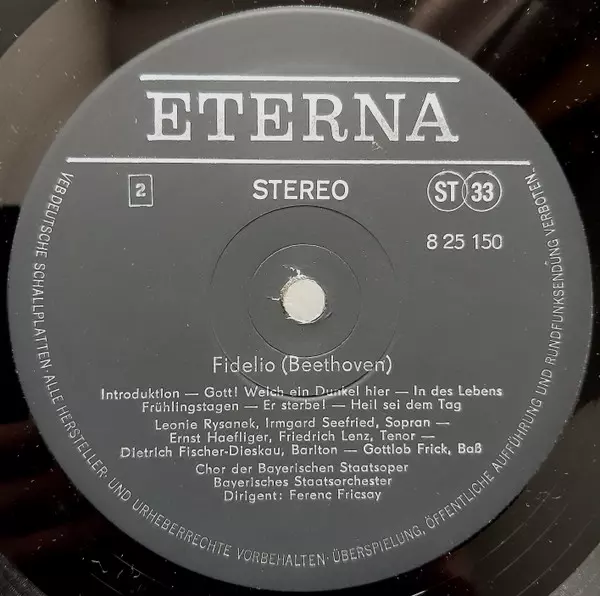 ETERNA
2
STEREO
ST 33
8 25 150
Fidelio (Beethoven)
Introduktion — Gott! Welch ein Dunkel hier — In des Lebens
Frühlingstagen — Er sterbe! — Heil sei dem Tag
Leonie Rysanek, Irmgard Seefried, Sopran —
Ernst Haefliger, Friedrich Lenz, Tenor —
Dietrich Fischer-Dieskau, Bariton — Gottlob Frick, Baß
Chor der Bayerischen Staatsoper
Bayerisches Staatsorchester
Dirigent: Ferenc Fricsay
VEB DEUTSCHE SCHALLPLATTEN · ALLE HERSTELLER- UND URHEBERRECHTE VORBEHALTEN · ÜBERSPIELUNG, ÖFFENTLICHE AUFFÜHRUNG UND RUNDFUNKSENDUNG VERBOTEN.